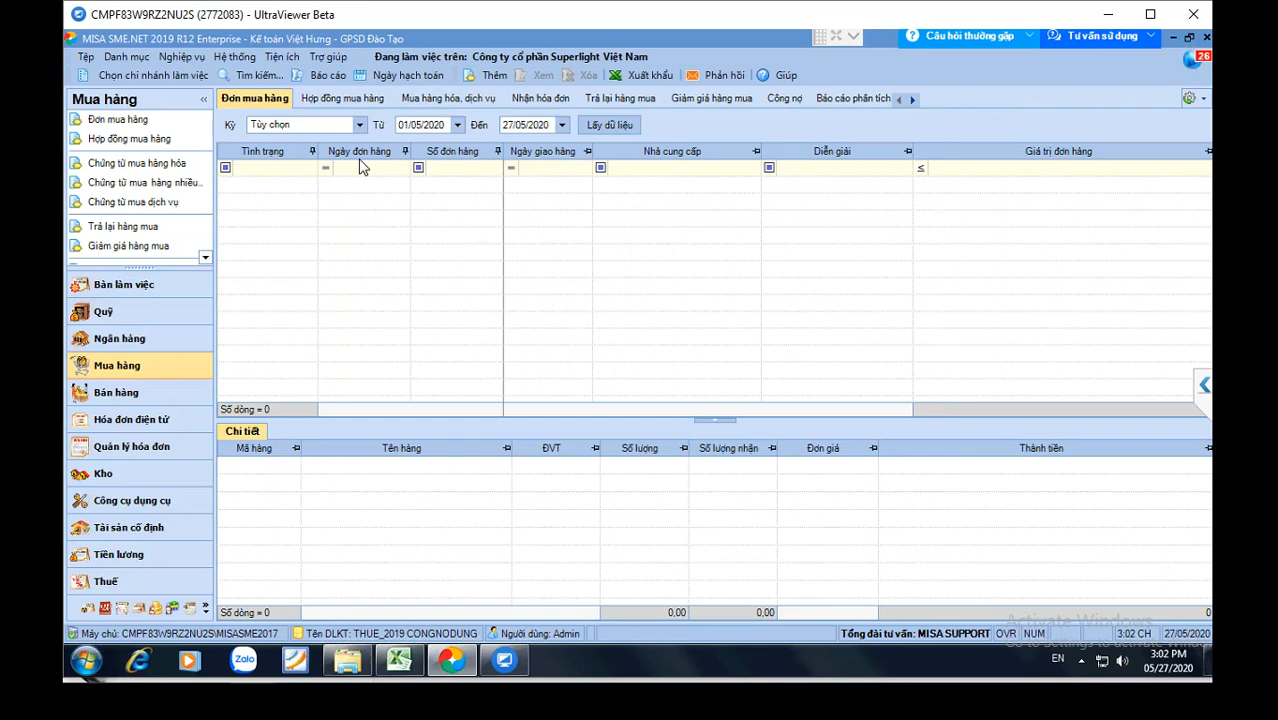 CMPF83W9RZ2NU2S (2772083) - UltraViewer Beta
MISA SME.NET 2019 R12 Enterprise - Kế toán Việt Hưng - GPSD Đào Tạo
Câu hỏi thường gặp
Tư vấn sử dụng
Tệp Danh mục Nghiệp vụ Hệ thống Tiện ích Trợ giúp Đang làm việc trên: Công ty cổ phần Superlight Việt Nam
26
Chọn chi nhánh làm việc Tìm kiếm... Báo cáo Ngày hạch toán Thêm Xem Xóa Xuất khẩu Phản hồi Giúp
Mua hàng «
Đơn mua hàng
Hợp đồng mua hàng
Chứng từ mua hàng hóa
Chứng từ mua hàng nhiều...
Chứng từ mua dịch vụ
Trả lại hàng mua
Giảm giá hàng mua
Bàn làm việc
Quỹ
Ngân hàng
Mua hàng
Bán hàng
Hóa đơn điện tử
Quản lý hóa đơn
Kho
Công cụ dụng cụ
Tài sản cố định
Tiền lương
Thuế
Đơn mua hàng Hợp đồng mua hàng Mua hàng hóa, dịch vụ Nhận hóa đơn Trả lại hàng mua Giảm giá hàng mua Công nợ Báo cáo phân tích
Kỳ Tùy chọn Từ 01/05/2020 Đến 27/05/2020 Lấy dữ liệu
Tình trạng Ngày đơn hàng Số đơn hàng Ngày giao hàng Nhà cung cấp Diễn giải Giá trị đơn hàng
= = ≤
Số dòng = 0
Chi tiết
Mã hàng Tên hàng ĐVT Số lượng Số lượng nhận Đơn giá Thành tiền
Số dòng = 0 0,00 0,00 0
Activate Windows
Go to Settings to activate Windows
Máy chủ: CMPF83W9RZ2NU2S\MISASME2017 Tên DLKT: THUE_2019 CONGNODUNG Người dùng: Admin Tổng đài tư vấn: MISA SUPPORT OVR NUM 3:02 CH 27/05/2020
Zalo
EN
3:02 PM
05/27/2020